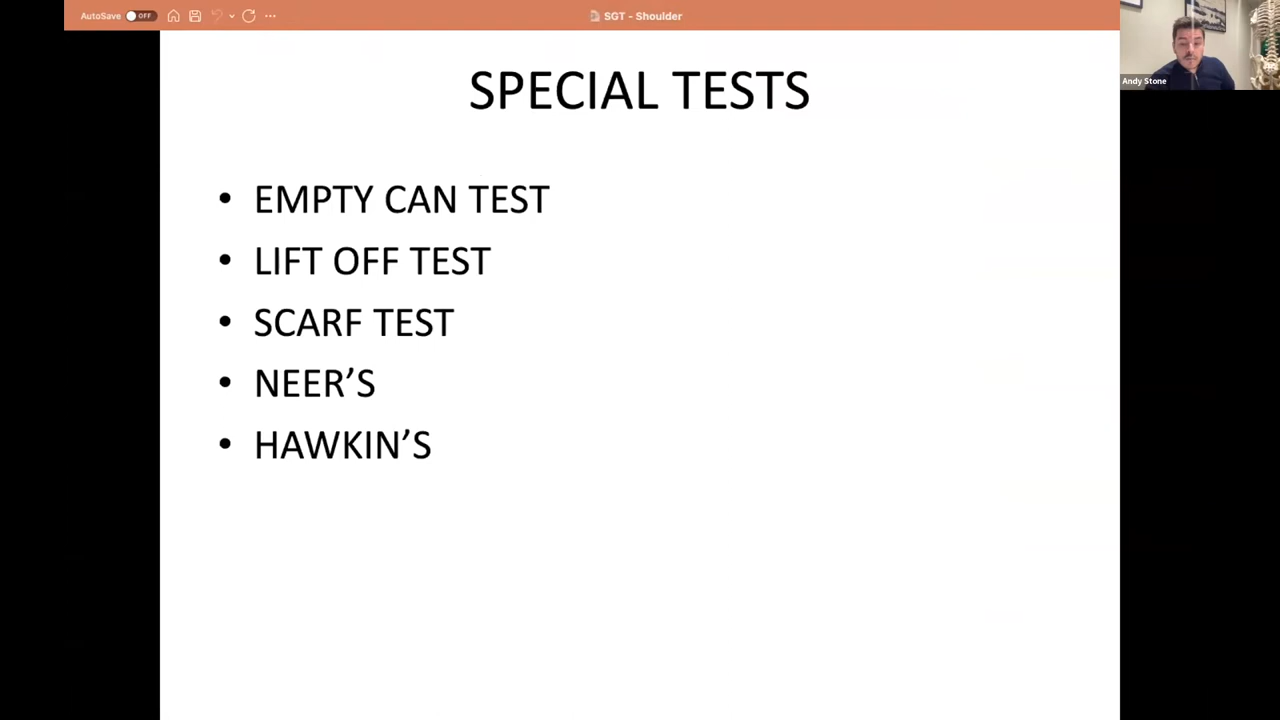 AutoSave OFF
SGT - Shoulder
Andy Stone
SPECIAL TESTS
• EMPTY CAN TEST
• LIFT OFF TEST
• SCARF TEST
• NEER’S
• HAWKIN’S